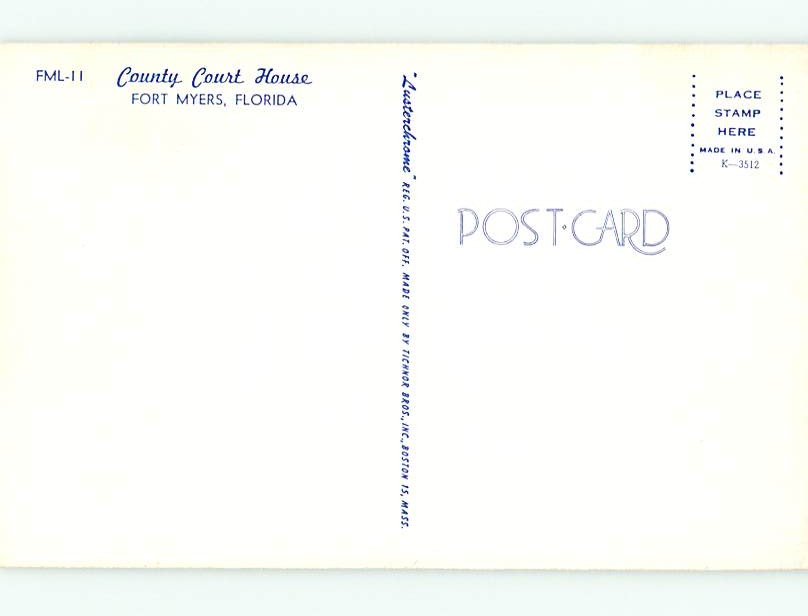 FML-11 County Court House
FORT MYERS, FLORIDA
"Lusterchrome" REG. U.S. PAT. OFF. MADE ONLY BY TICHNOR BROS., INC., BOSTON 15, MASS.
PLACE
STAMP
HERE
MADE IN U.S.A.
K—3512
POST·CARD